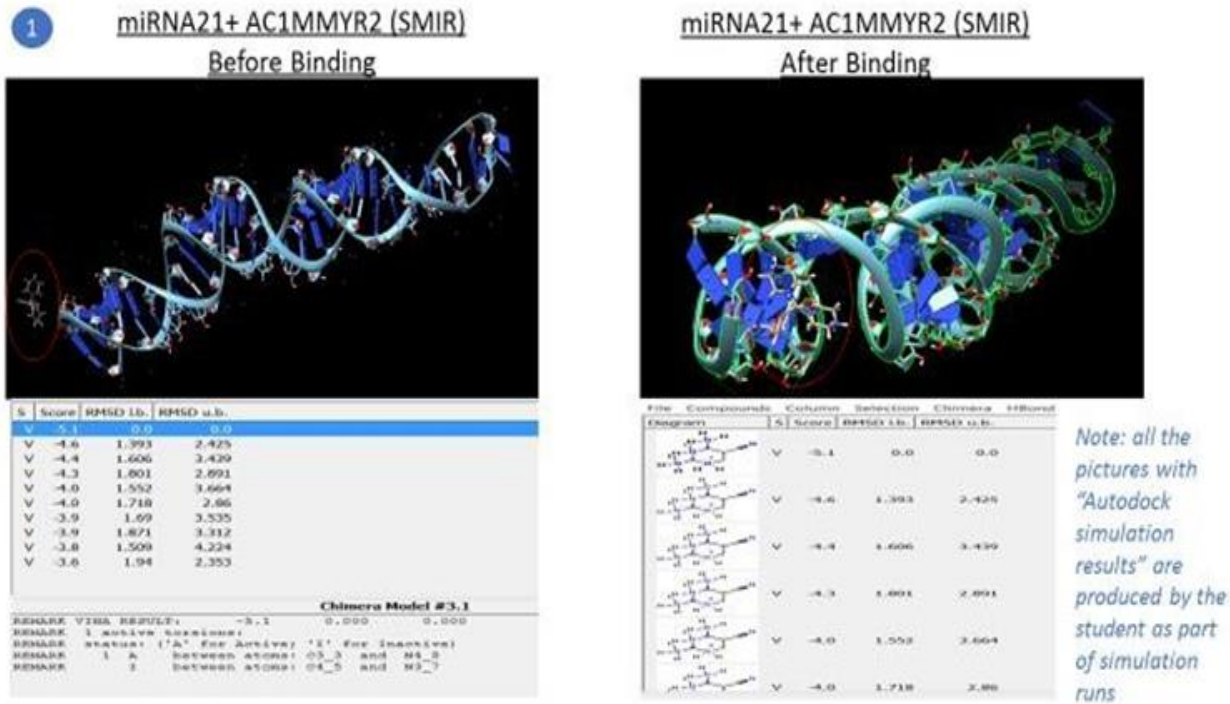 1
miRNA21+ AC1MMYR2 (SMIR)
Before Binding
S Score RMSD l.b. RMSD u.b.
V -5.1 0.0 0.0
V -4.6 1.393 2.425
V -4.4 1.606 3.439
V -4.3 1.801 2.891
V -4.0 1.552 3.664
V -4.0 1.718 2.86
V -3.9 1.69 3.535
V -3.9 1.871 3.312
V -3.8 1.509 4.224
V -3.6 1.94 2.353
Chimera Model #3.1
REMARK VINA RESULT: -5.1 0.000 0.000
REMARK 1 active torsions:
REMARK status: ('A' for Active; 'I' for Inactive)
REMARK 1 A between atoms: and
REMARK I between atoms: and
miRNA21+ AC1MMYR2 (SMIR)
After Binding
File Compounds Column Selection Chimera HBond
Diagram S Score RMSD l.b. RMSD u.b.
V -5.1 0.0 0.0
V -4.6 1.393 2.425
V -4.4 1.606 3.439
V -4.3 1.801 2.891
V -4.0 1.552 3.664
V -4.0 1.718 2.86
Note: all the
pictures with
"Autodock
simulation
results" are
produced by the
student as part
of simulation
runs